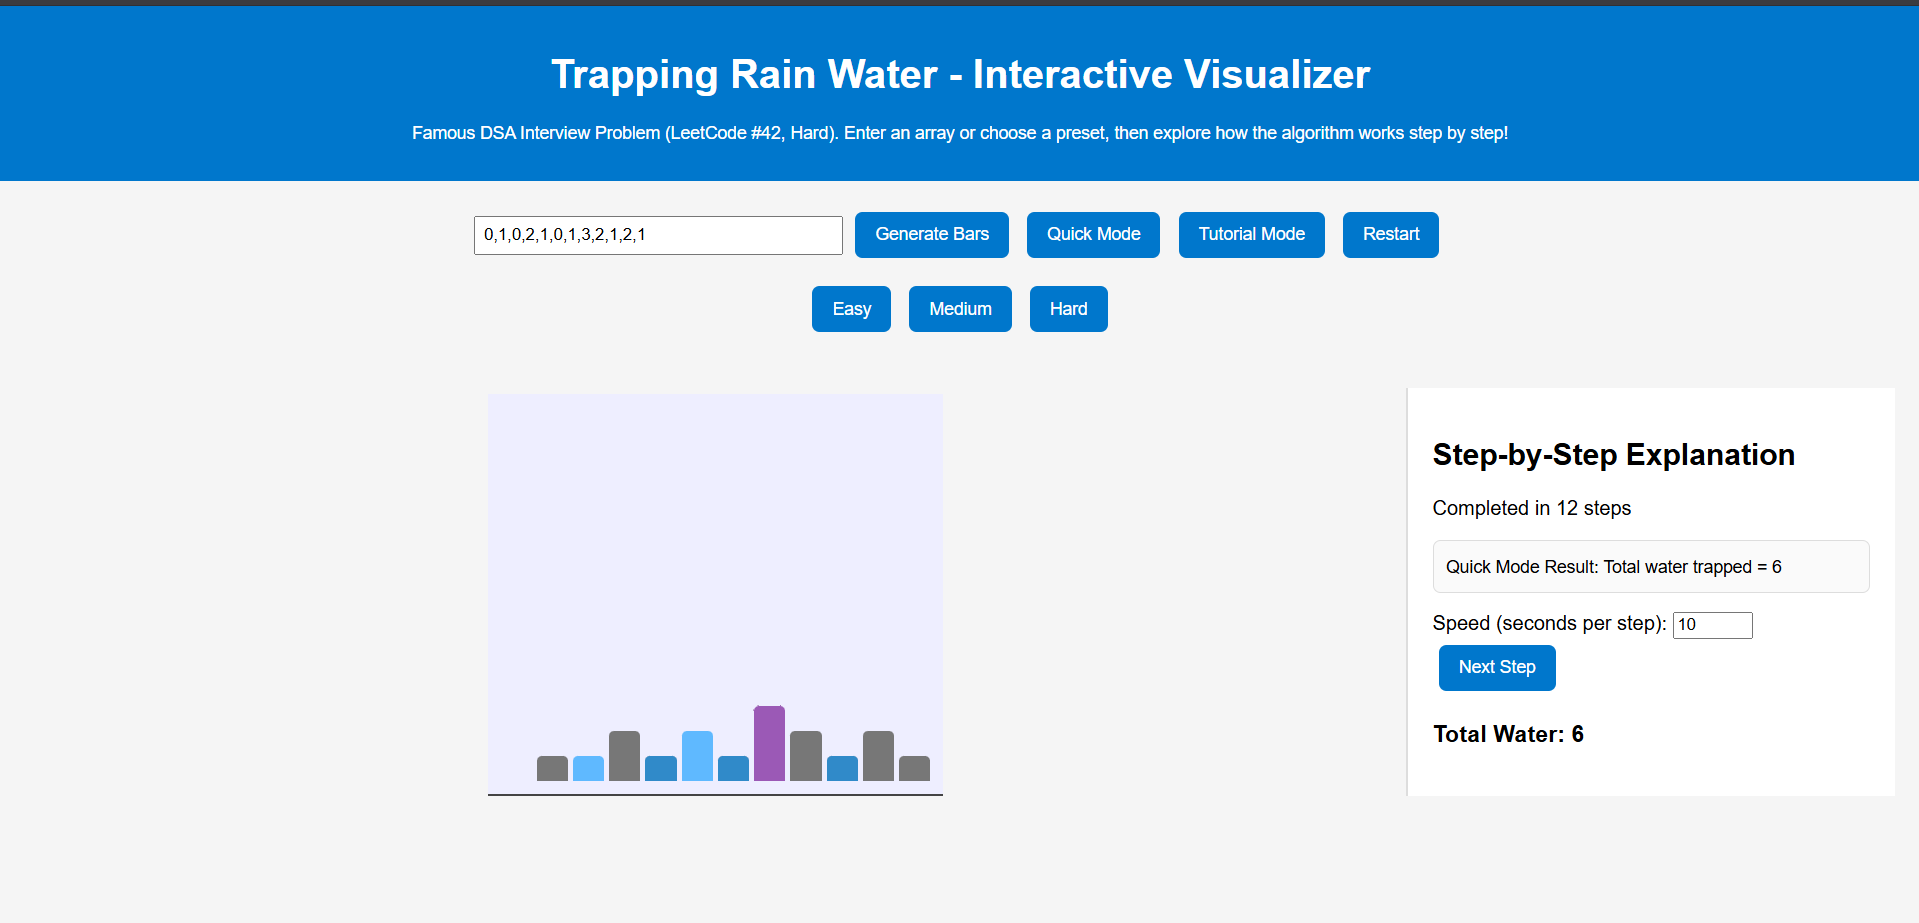 Trapping Rain Water - Interactive Visualizer
Famous DSA Interview Problem (LeetCode #42, Hard). Enter an array or choose a preset, then explore how the algorithm works step by step!
0,1,0,2,1,0,1,3,2,1,2,1
Generate Bars
Quick Mode
Tutorial Mode
Restart
Easy
Medium
Hard
Step-by-Step Explanation
Completed in 12 steps
Quick Mode Result: Total water trapped = 6
Speed (seconds per step): 10
Next Step
Total Water: 6